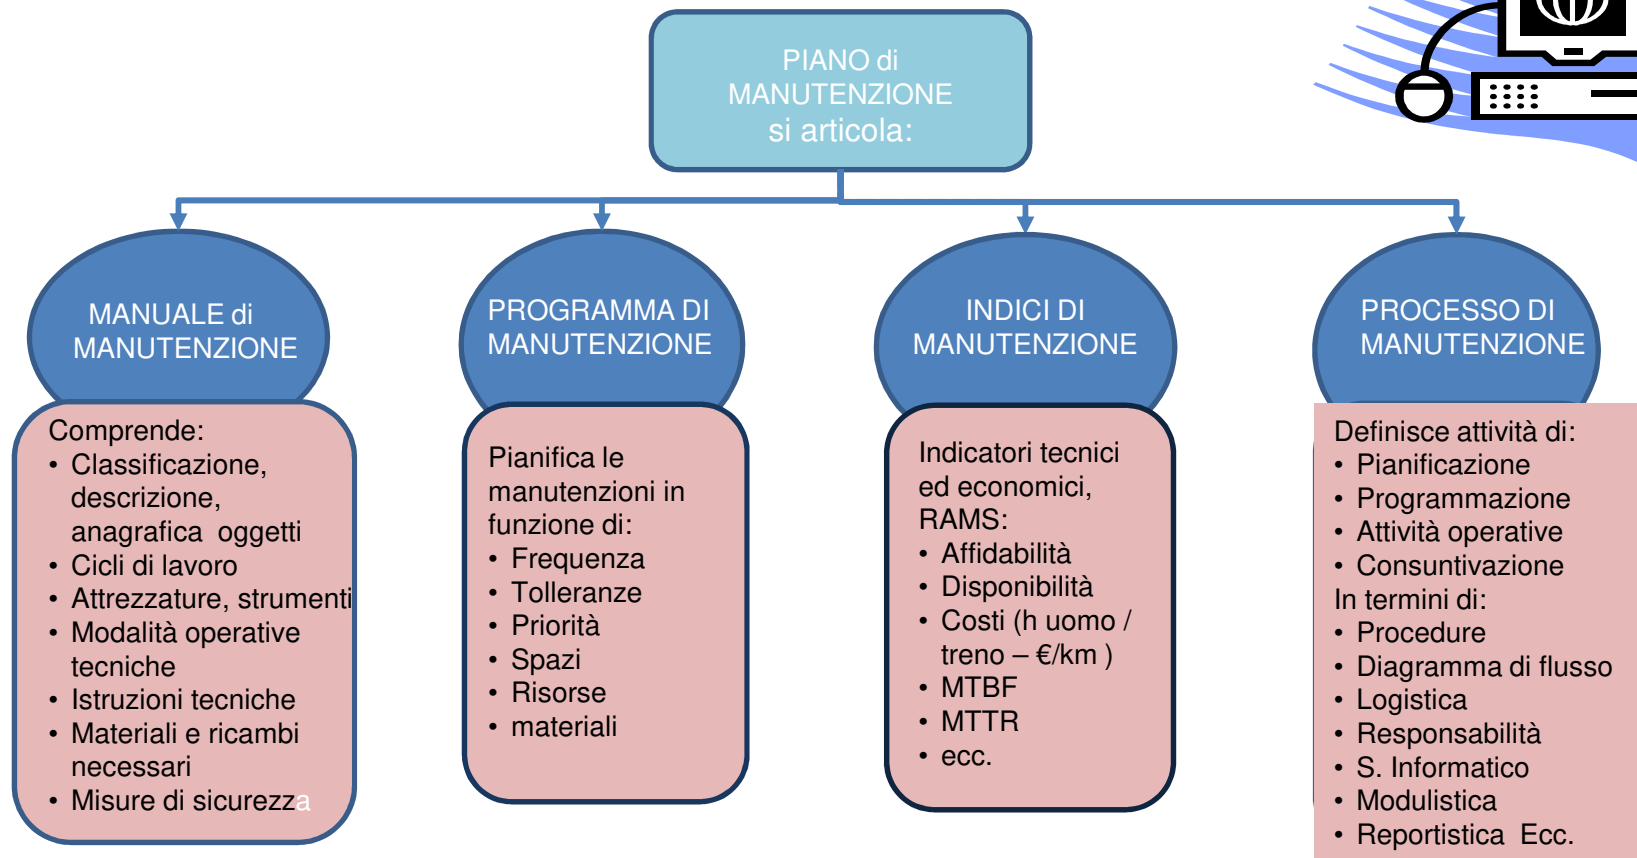 PIANO di
MANUTENZIONE
si articola:
MANUALE di
MANUTENZIONE
Comprende:
• Classificazione,
descrizione,
anagrafica oggetti
• Cicli di lavoro
• Attrezzature, strumenti
• Modalità operative
tecniche
• Istruzioni tecniche
• Materiali e ricambi
necessari
• Misure di sicurezza
PROGRAMMA DI
MANUTENZIONE
Pianifica le
manutenzioni in
funzione di:
• Frequenza
• Tolleranze
• Priorità
• Spazi
• Risorse
• materiali
INDICI DI
MANUTENZIONE
Indicatori tecnici
ed economici,
RAMS:
• Affidabilità
• Disponibilità
• Costi (h uomo /
treno – €/km )
• MTBF
• MTTR
• ecc.
PROCESSO DI
MANUTENZIONE
Definisce attività di:
• Pianificazione
• Programmazione
• Attività operative
• Consuntivazione
In termini di:
• Procedure
• Diagramma di flusso
• Logistica
• Responsabilità
• S. Informatico
• Modulistica
• Reportistica Ecc.